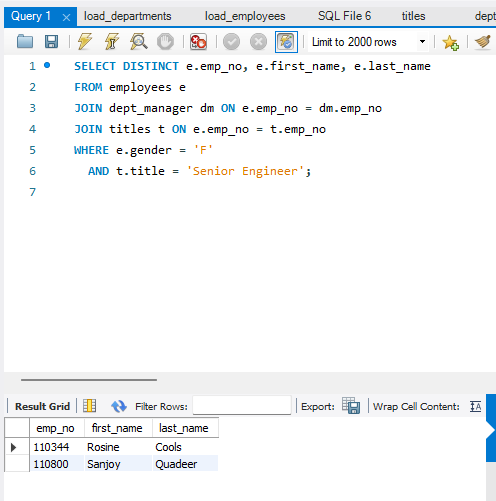 Query 1 × load_departments load_employees SQL File 6 titles dept
Limit to 2000 rows
1 SELECT DISTINCT e.emp_no, e.first_name, e.last_name
2 FROM employees e
3 JOIN dept_manager dm ON e.emp_no = dm.emp_no
4 JOIN titles t ON e.emp_no = t.emp_no
5 WHERE e.gender = 'F'
6 AND t.title = 'Senior Engineer';
7
Result Grid Filter Rows: Export: Wrap Cell Content: IA
emp_no first_name last_name
110344 Rosine Cools
110800 Sanjoy Quadeer